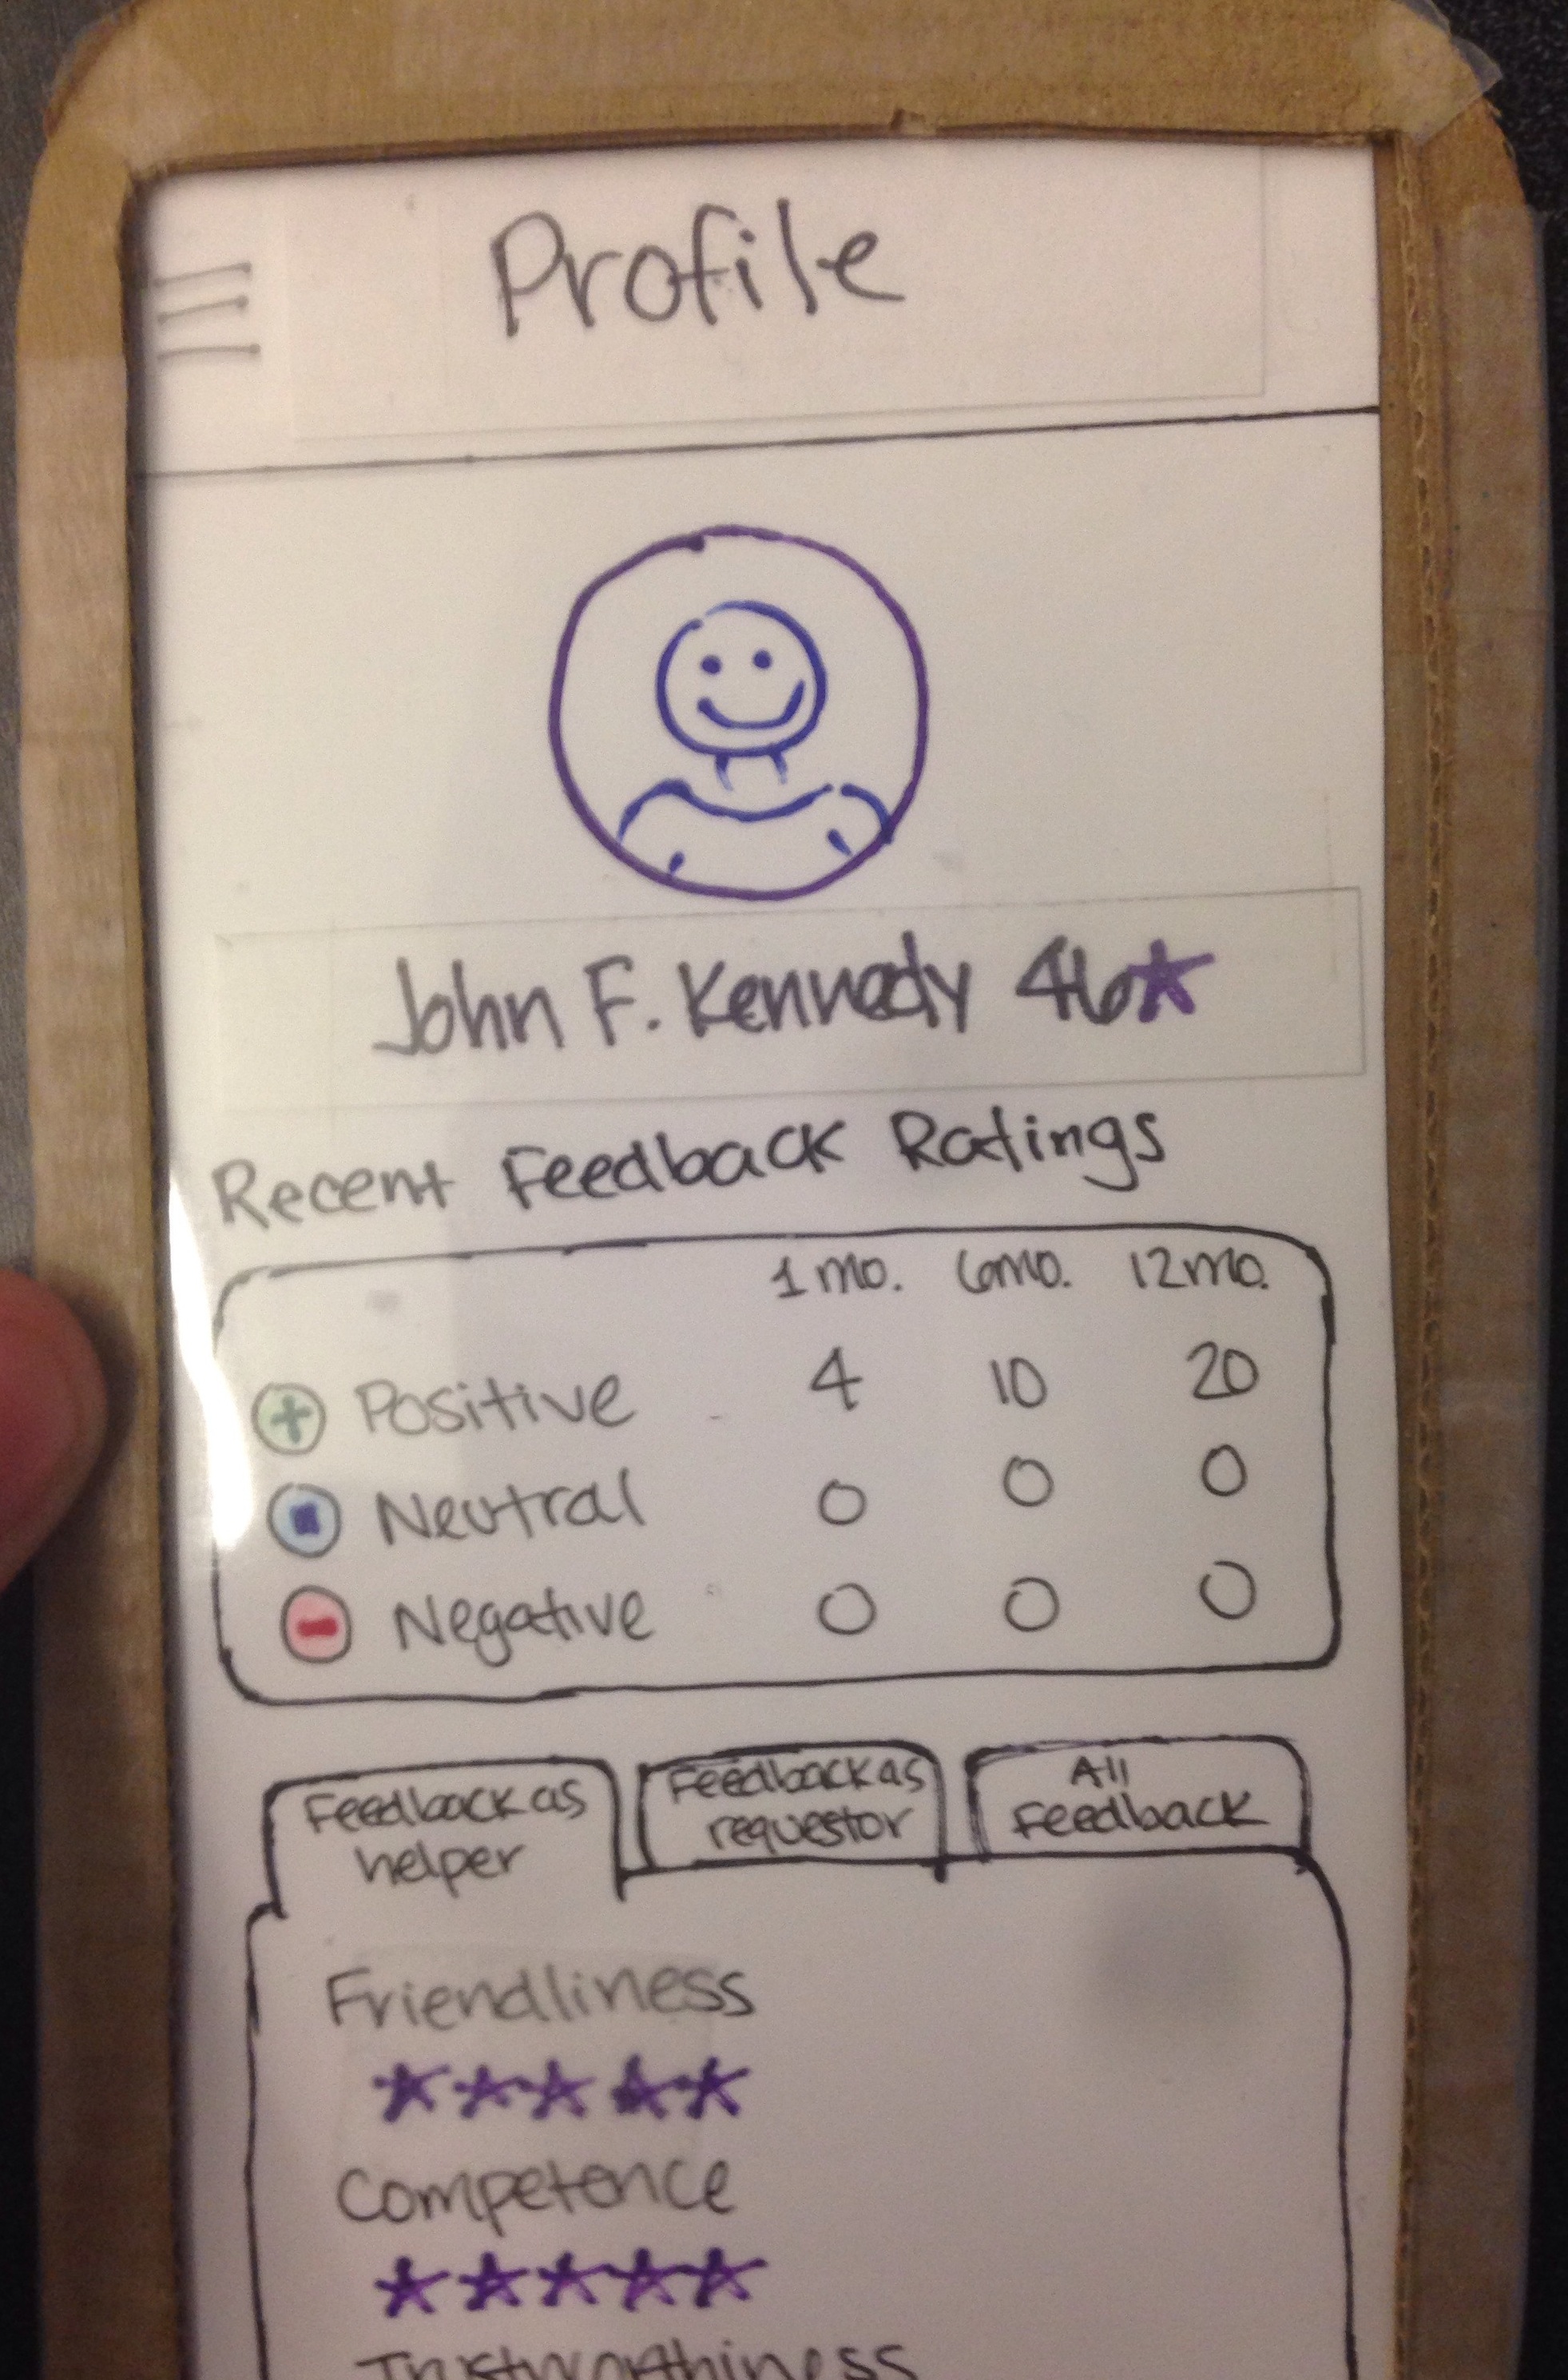 Profile
John F. Kennedy 416★
Recent Feedback Ratings
1 mo. 6mo. 12mo.
+ Positive 4 10 20
Neutral 0 0 0
- Negative 0 0 0
Feedback as
helper
Feedback as
requestor
All
Feedback
Friendliness
★★★★★
Competence
★★★★★
Trustworthiness